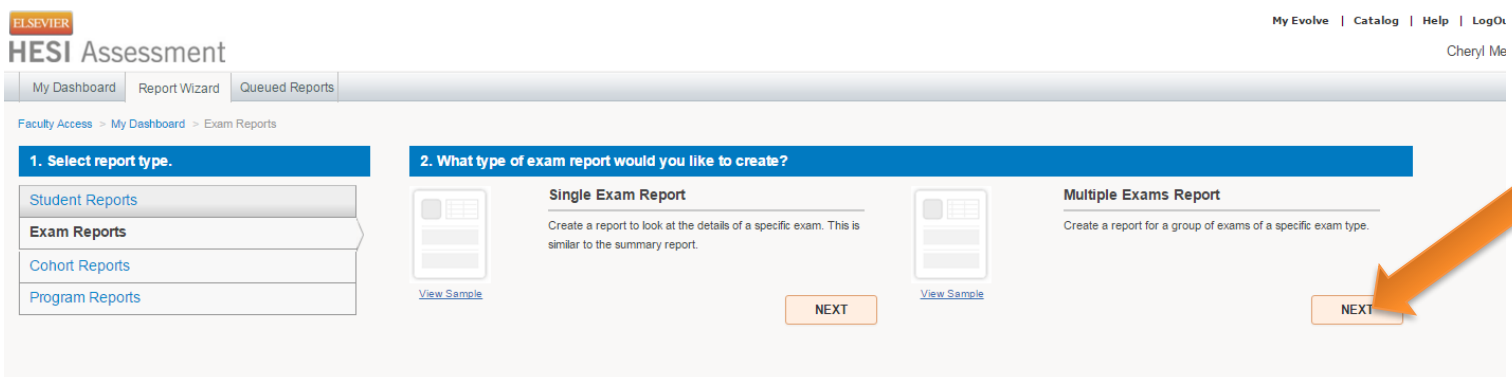 ELSEVIER
My Evolve | Catalog | Help |
HESI Assessment
Cheryl
My Dashboard Report Wizard Queued Reports
Faculty Access > My Dashboard > Exam Reports
1. Select report type.
2. What type of exam report would you like to create?
Student Reports
Exam Reports
Cohort Reports
Program Reports
Single Exam Report
Create a report to look at the details of a specific exam. This is
similar to the summary report.
View Sample
NEXT
Multiple Exams Report
Create a report for a group of exams of a specific exam type.
View Sample
NEXT